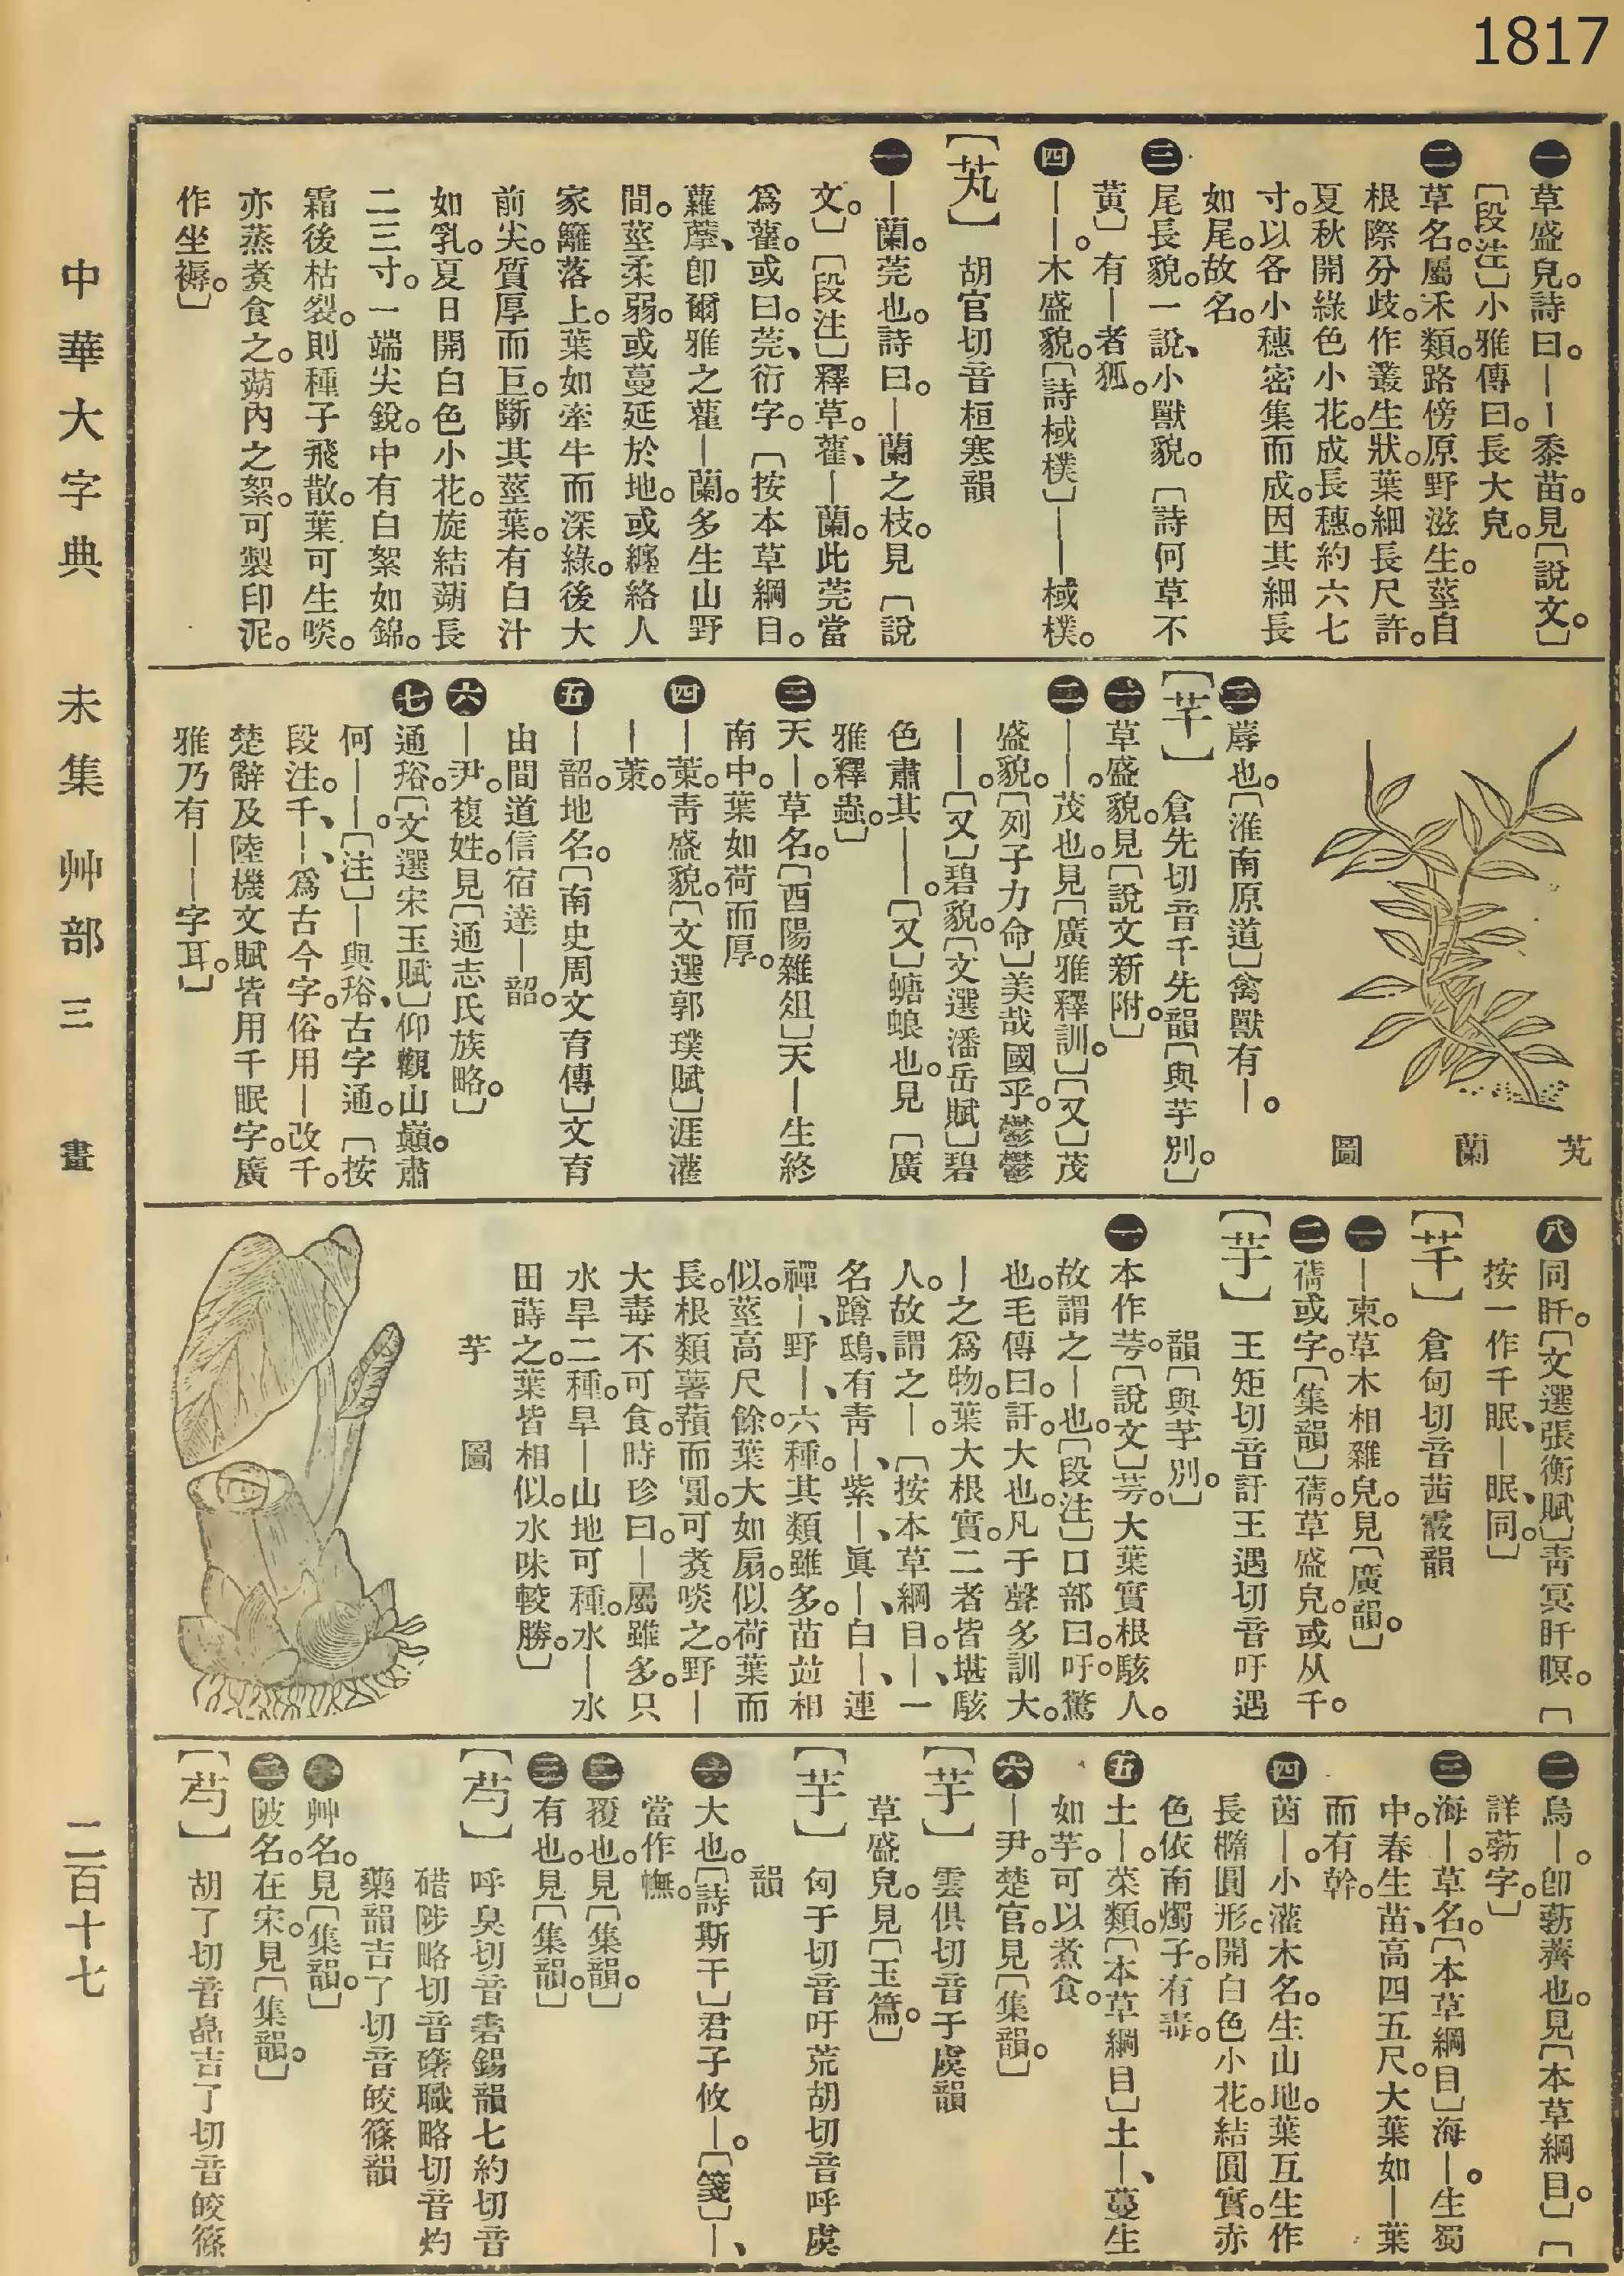 1817
一草盛皃。詩曰。——黍苗。見〔說文。〕
〔段注〕小雅傳曰。長大皃。
二草名。屬禾類。路傍原野滋生。莖自
根際分歧。作叢生狀。葉細長尺許。
夏秋開綠色小花。成長穗。約六七
寸。以各小穗密集而成。因其細長
如尾。故名。
三尾長貌。一說、小獸貌。〔詩何草不
黄〕有—者狐。
四——。木盛貌。〔詩棫樸〕——棫樸。
〔芄〕胡官切音桓寒韻
一—蘭。莞也。詩曰。—蘭之枝。見〔說
文。〕〔段注〕釋草。雚、—蘭。此莞當
爲雚。或曰。莞、衍字。〔按本草綱目。
蘿藦、卽爾雅之雚—蘭。多生山野
間。莖柔弱。或蔓延於地。或纏絡人
家籬落上。葉如牽牛而深綠。後大
前尖。質厚而巨。斷其莖葉。有白汁
如乳。夏日開白色小花。旋結蒴長
二三寸。一端尖銳。中有白絮如錦。
霜後枯裂。則種子飛散。葉可生啖。
亦蒸煑食之。蒴內之絮。可製印泥。
作坐褥。〕
芄蘭圖
二蓐也。〔淮南原道〕禽獸有—。
〔芊〕倉先切音千先韻〔與芋別。〕
一草盛貌。見〔說文新附。〕
二——。茂也。見〔廣雅釋訓。〕〔又〕茂
盛貌。〔列子力命〕美哉國乎。鬱鬱
——。〔又〕碧貌。〔文選潘岳賦〕碧
色肅其——。〔又〕螗蜋也。見〔廣
雅釋蟲。〕
三天—。草名。〔酉陽雜俎〕天—生終
南中。葉如荷而厚。
四—萰。靑盛貌。〔文選郭璞賦〕涯灌
—萰。
五—韶。地名。〔南史周文育傳〕文育
由間道信宿達—韶。
六—尹。複姓。見〔通志氏族略。〕
七通谸。〔文選宋玉賦〕仰觀山巔。肅
何——。〔注〕—與谸、古字通。〔按
段注。千、—、爲古今字。俗用—改千。
楚辭及陸機文賦皆用千眠字。廣
雅乃有——字耳。〕
八同盰。〔文選張衡賦〕靑冥盰瞑。〔
按一作千眠、—眠、同。〕
〔芊〕倉甸切音茜霰韻
一—朿。草木相雜皃。見〔廣韻。〕
二蒨或字。〔集韻〕蒨。草盛皃。或从千。
〔芋〕王矩切音訏王遇切音吁遇
韻〔與芓別。〕
一本作芌。〔說文〕芌。大葉實根駭人。
故謂之—也。〔段注〕口部曰。吁、驚
也。毛傳曰。訏、大也。凡于聲多訓大。
—之爲物。葉大根實。二者皆堪駭
人。故謂之—。〔按本草綱目。—、一
名蹲鴟、有靑—、紫—、眞—、白—、連
禪—、野—、六種。其類雖多。苗竝相
似。莖高尺餘。葉大如扇。似荷葉而
長。根類薯蕷而圓。可煑啖之。野—
大毒不可食。時珍曰。—屬雖多。只
水旱二種。旱—山地可種。水—水
田蒔之。葉皆相似。水味較勝。〕
芋圖
二烏—。卽葧薺也。見〔本草綱目。〕〔
詳葧字。〕
三海—。草名。〔本草綱目〕海—。生蜀
中。春生苗、高四五尺。大葉如—葉
而有幹。
四茵—。小灌木名。生山地。葉互生作
長橢圓形。開白色小花。結圓實。赤
色依南燭子。有毒。
五土—。菜類。〔本草綱目〕土—、蔓生
如芋。可以煮食。
六—尹。楚官。見〔集韻。〕
〔芋〕雲俱切音于虞韻
草盛皃。見〔玉篇。〕
〔芋〕匈于切音吁荒胡切音呼虞
韻
一大也。〔詩斯干〕君子攸—。〔箋〕—、
當作幠。
二覆也。見〔集韻。〕
三有也。見〔集韻。〕
〔芍〕呼臭切音㗭錫韻七約切音
碏陟略切音䃴職略切音灼
藥韻吉了切音皎篠韻
一艸名。見〔集韻。〕
二陂名。在宋。見〔集韻。〕
〔芍〕胡了切音皛吉了切音皎篠
中華大字典 未集 艸部 三畫 二百十七